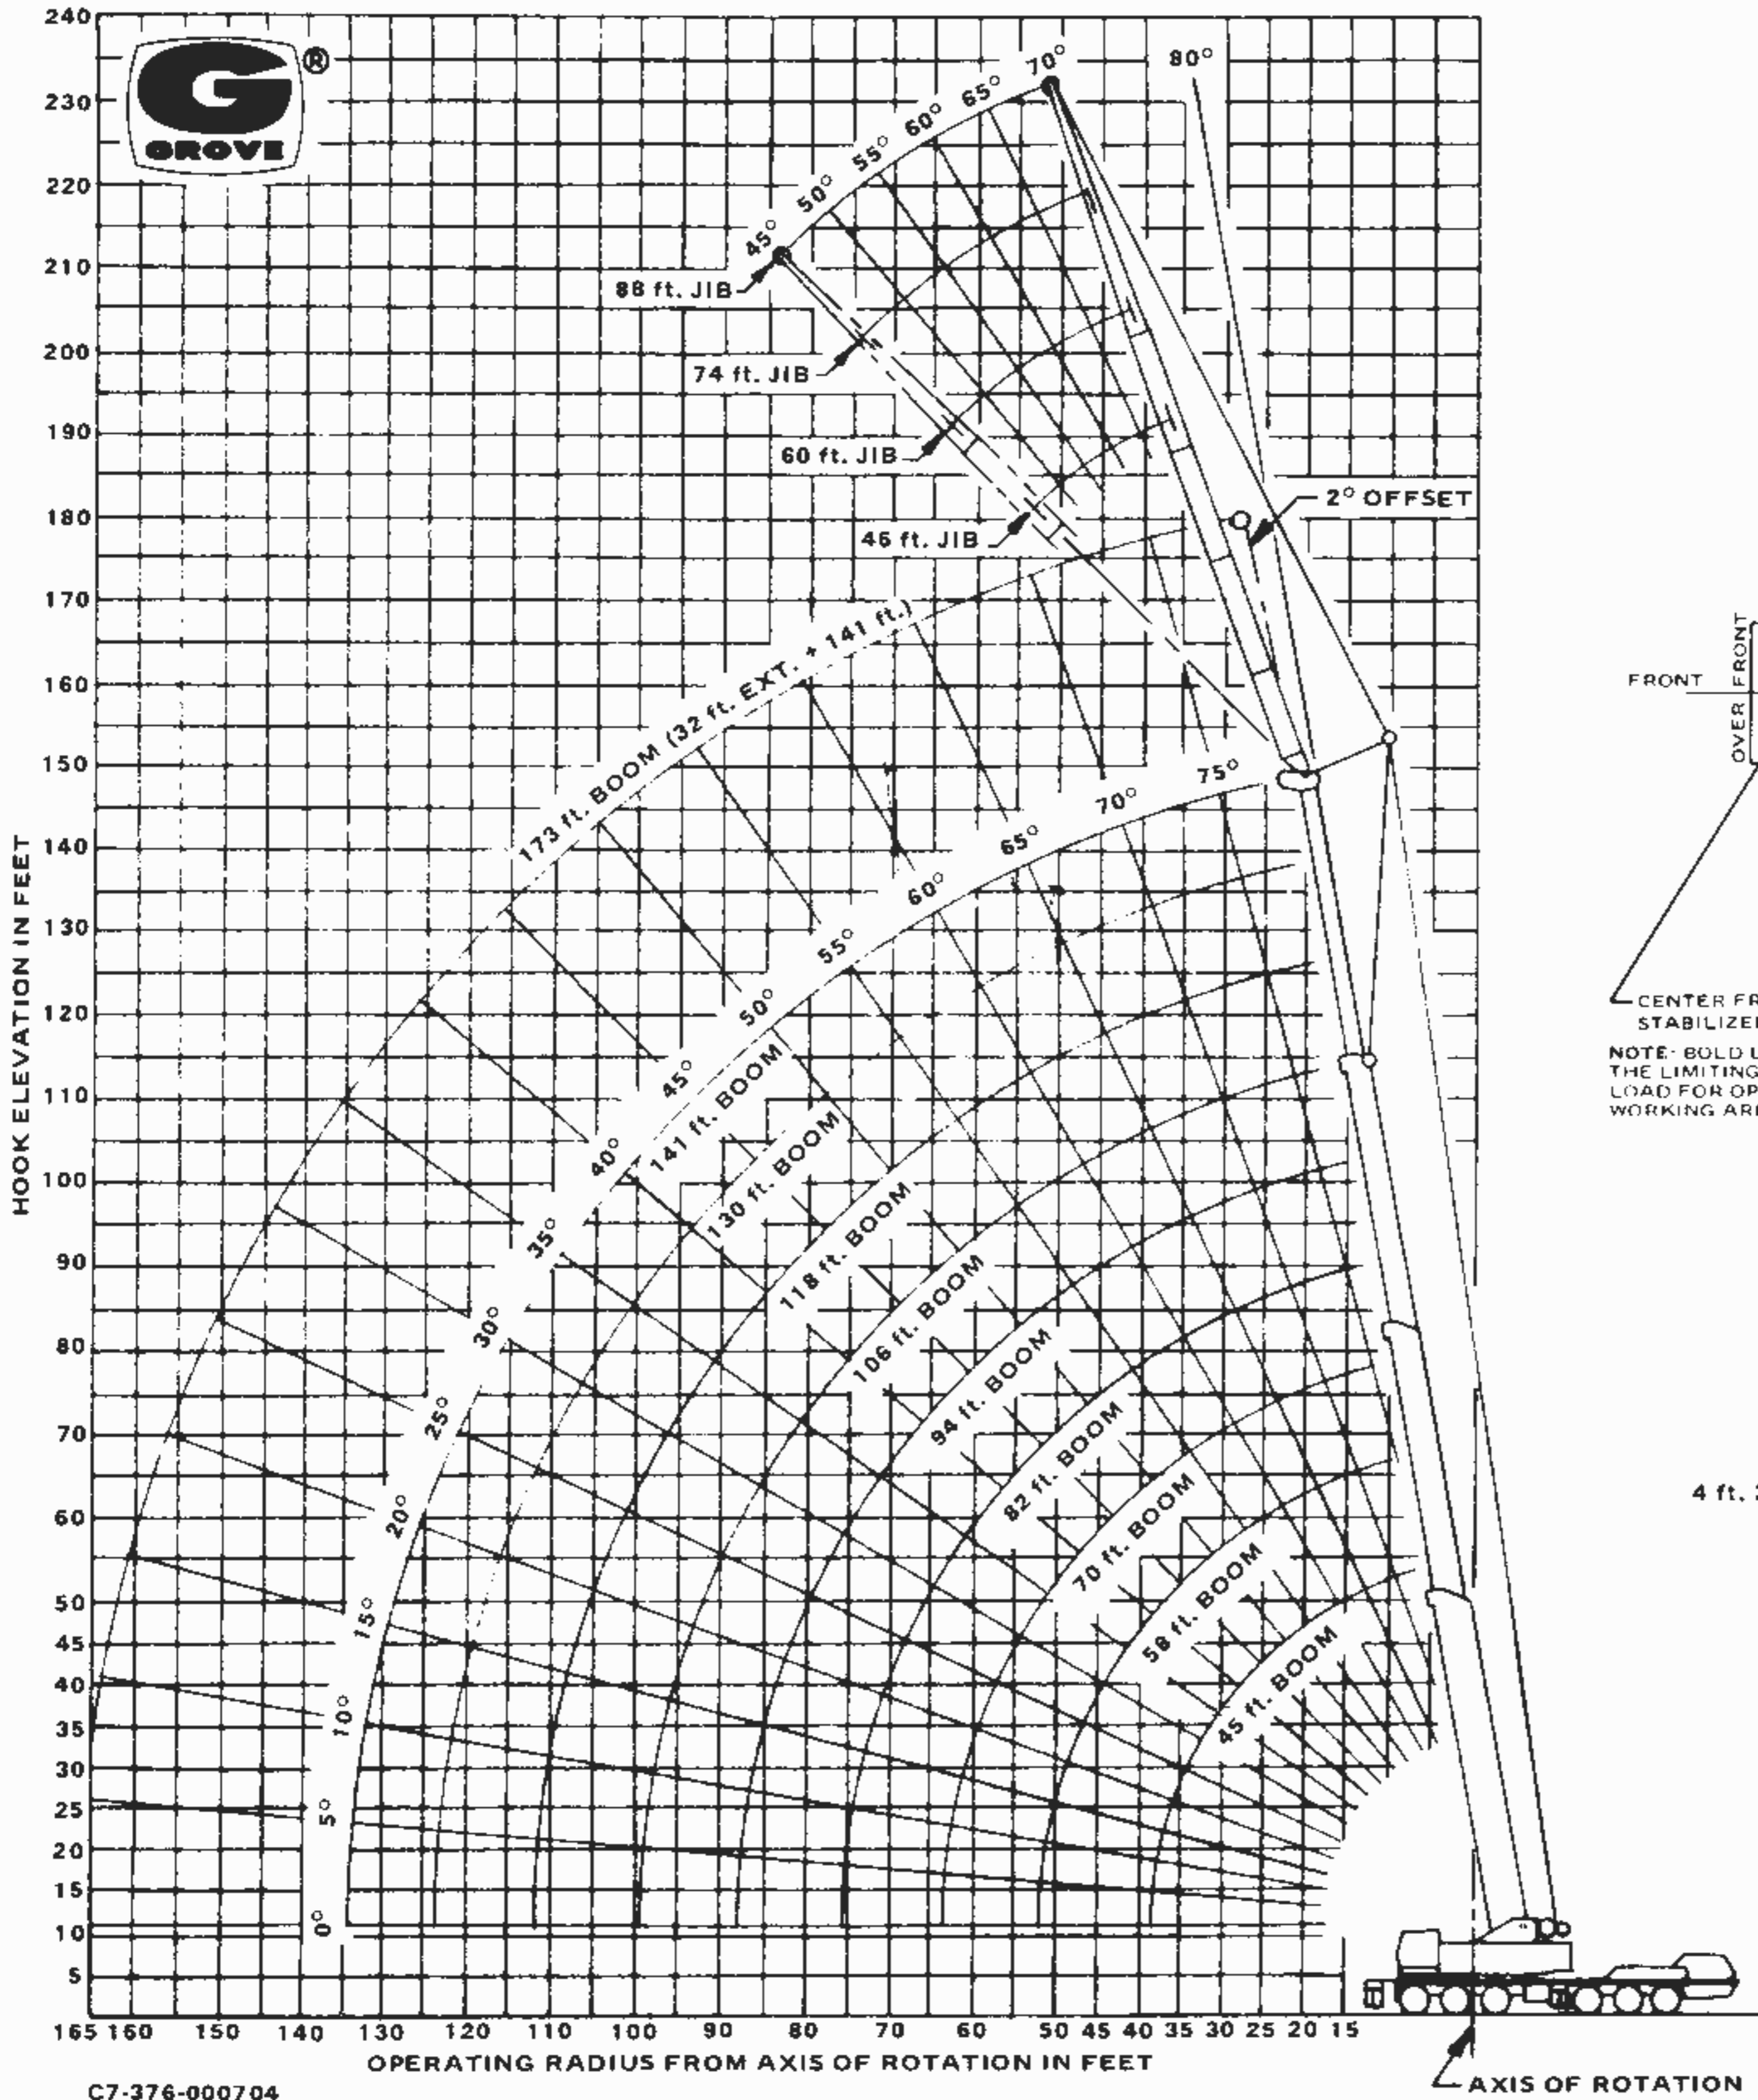 240
230
220
210
200
190
180
170
160
150
140
130
120
110
100
90
80
70
60
50
45
40
35
30
25
20
15
10
5
HOOK ELEVATION IN FEET
G ®
GROVE
45° 50° 55° 60° 65° 70° 80°
88 ft. JIB
74 ft. JIB
60 ft. JIB
46 ft. JIB
2° OFFSET
173 ft. BOOM (32 ft. EXT. + 141 ft.)
0° 5° 10° 15° 20° 25° 30° 35° 40° 45° 50° 55° 60° 65° 70° 75°
141 ft. BOOM
130 ft. BOOM
118 ft. BOOM
106 ft. BOOM
94 ft. BOOM
82 ft. BOOM
70 ft. BOOM
58 ft. BOOM
45 ft. BOOM
FRONT
OVER FRONT
CENTER FR
STABILIZE
NOTE: BOLD L
THE LIMITING
LOAD FOR OP
WORKING AR
4 ft.
165 160 150 140 130 120 110 100 90 80 70 60 50 45 40 35 30 25 20 15
OPERATING RADIUS FROM AXIS OF ROTATION IN FEET
AXIS OF ROTATION
C7-376-000704